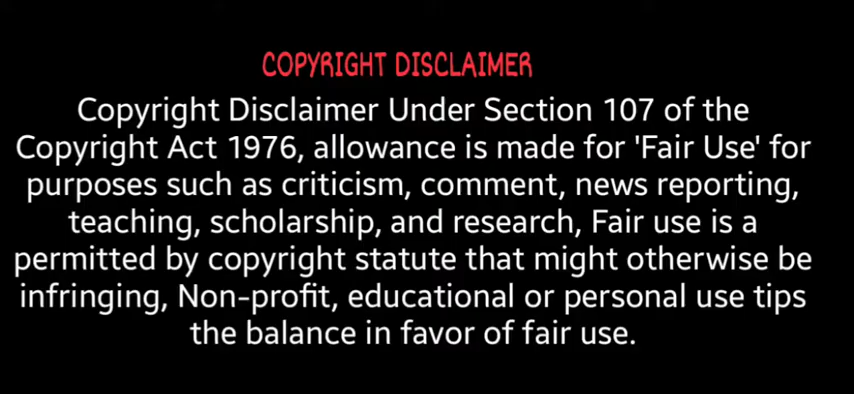 COPYRIGHT DISCLAIMER
Copyright Disclaimer Under Section 107 of the
Copyright Act 1976, allowance is made for 'Fair Use' for
purposes such as criticism, comment, news reporting,
teaching, scholarship, and research, Fair use is a
permitted by copyright statute that might otherwise be
infringing, Non-profit, educational or personal use tips
the balance in favor of fair use.